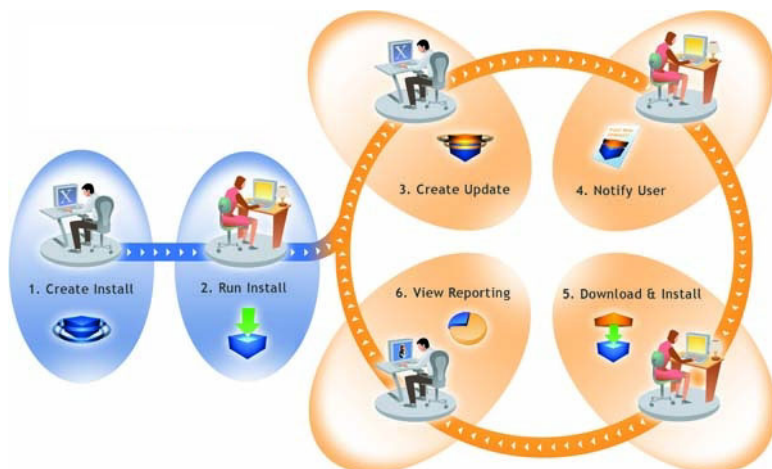 1. Create Install
2. Run Install
3. Create Update
4. Notify User
5. Download & Install
6. View Reporting
X
X